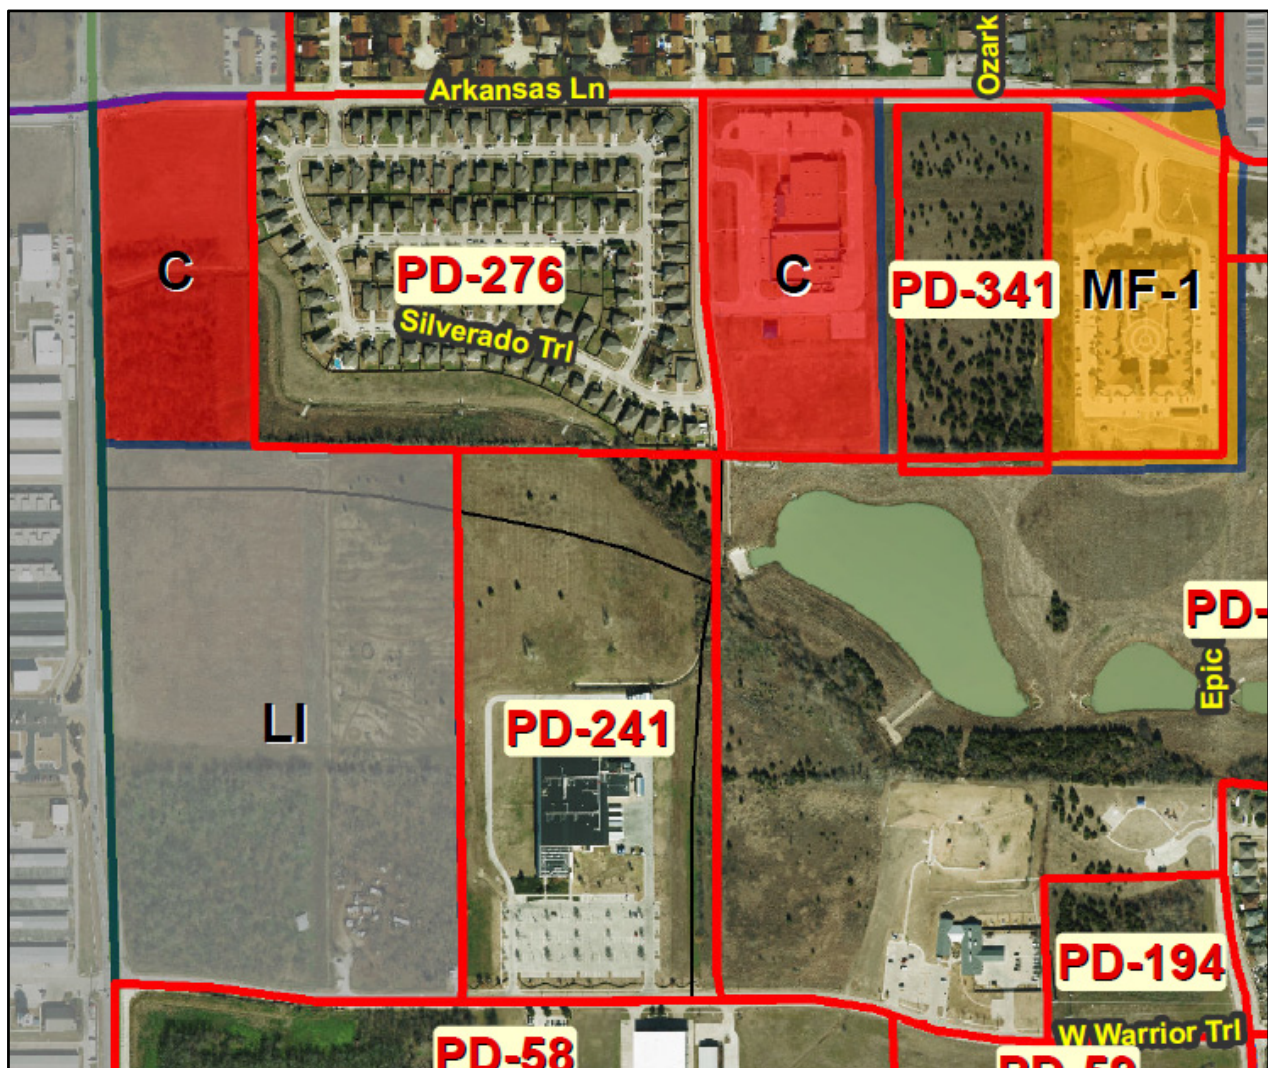 Ozark
Arkansas Ln
C
PD-276
C
PD-341
MF-1
Silverado Trl
PD-
Epic
LI
PD-241
PD-194
W Warrior Trl
PD-58